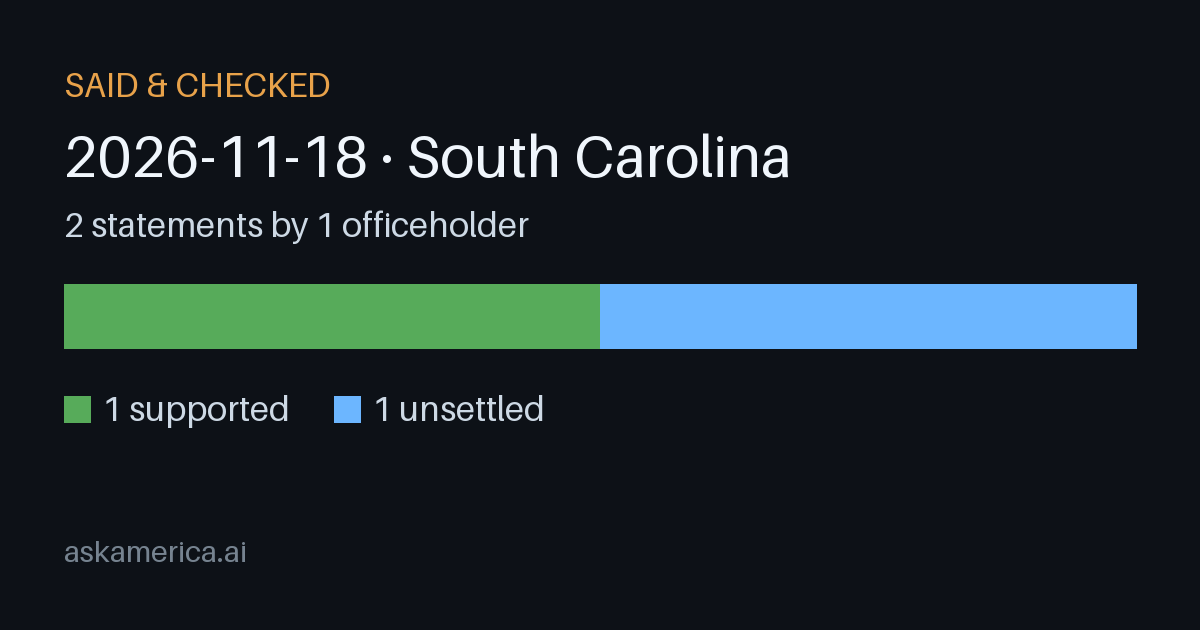 SAID & CHECKED
2026-11-18 · South Carolina
2 statements by 1 officeholder
1 supported 1 unsettled
askamerica.ai